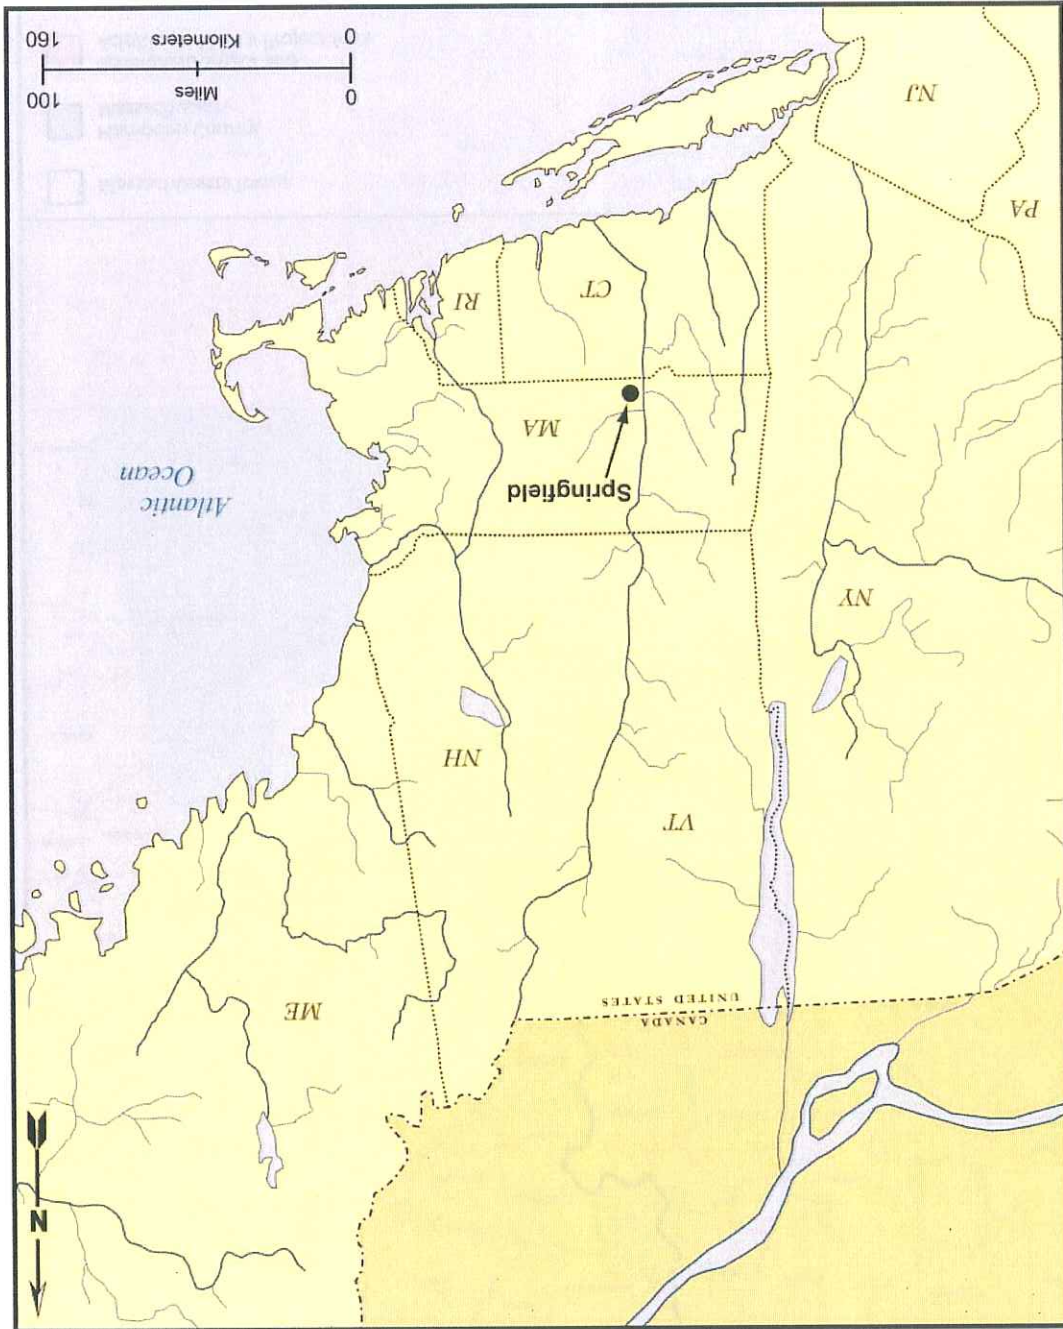 N
CANADA
UNITED STATES
ME
VT
NH
NY
Springfield
Atlantic
Ocean
MA
CT
RI
PA
NJ
0 Miles 100
0 Kilometers 160